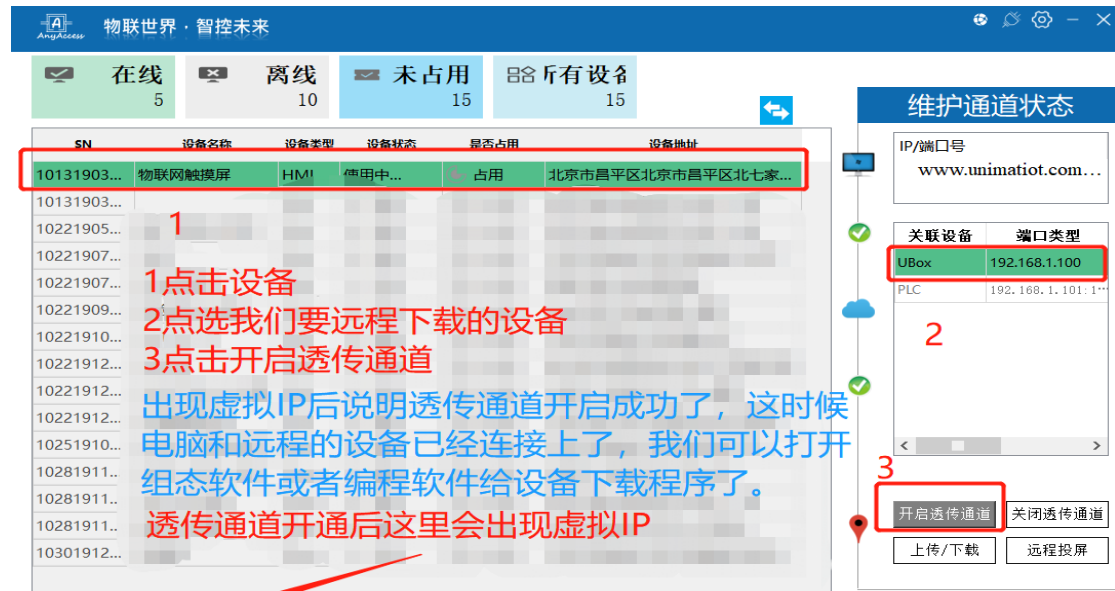 AnyAccess
物联世界 · 智控未来
在线
5
离线
10
未占用
15
所有设备
15
维护通道状态
SN 设备名称 设备类型 设备状态 是否占用 设备地址
10131903... 物联网触摸屏 HMI 使用中... 占用 北京市昌平区北京市昌平区北七家...
10131903...
10221905...
10221907...
10221907...
10221909...
10221910...
10221912...
10221912...
10221912...
10251910...
10281911...
10281911...
10281911...
10301912...
1
1点击设备
2点选我们要远程下载的设备
3点击开启透传通道
出现虚拟IP后说明透传通道开启成功了，这时候
电脑和远程的设备已经连接上了，我们可以打开
组态软件或者编程软件给设备下载程序了。
透传通道开通后这里会出现虚拟IP
IP/端口号
www.unimatiot.com...
关联设备 端口类型
UBox 192.168.1.100
PLC 192.168.1.101:1...
2
3
开启透传通道 关闭透传通道
上传/下载 远程投屏